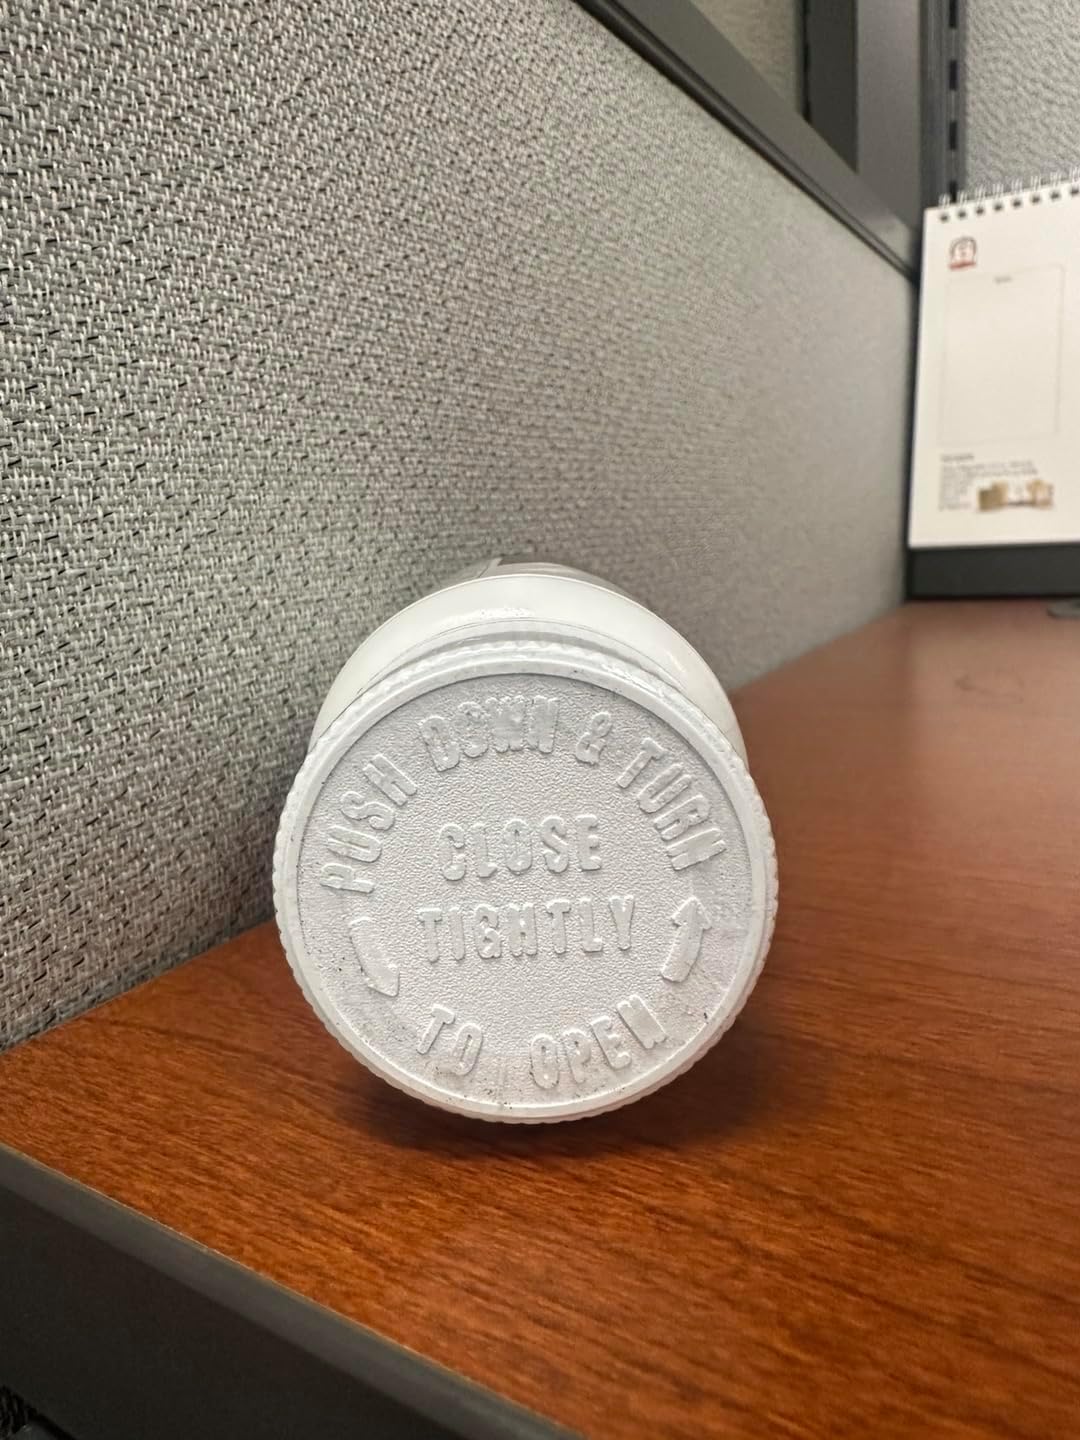 PUSH DOWN & TURN
CLOSE
TIGHTLY
TO OPEN